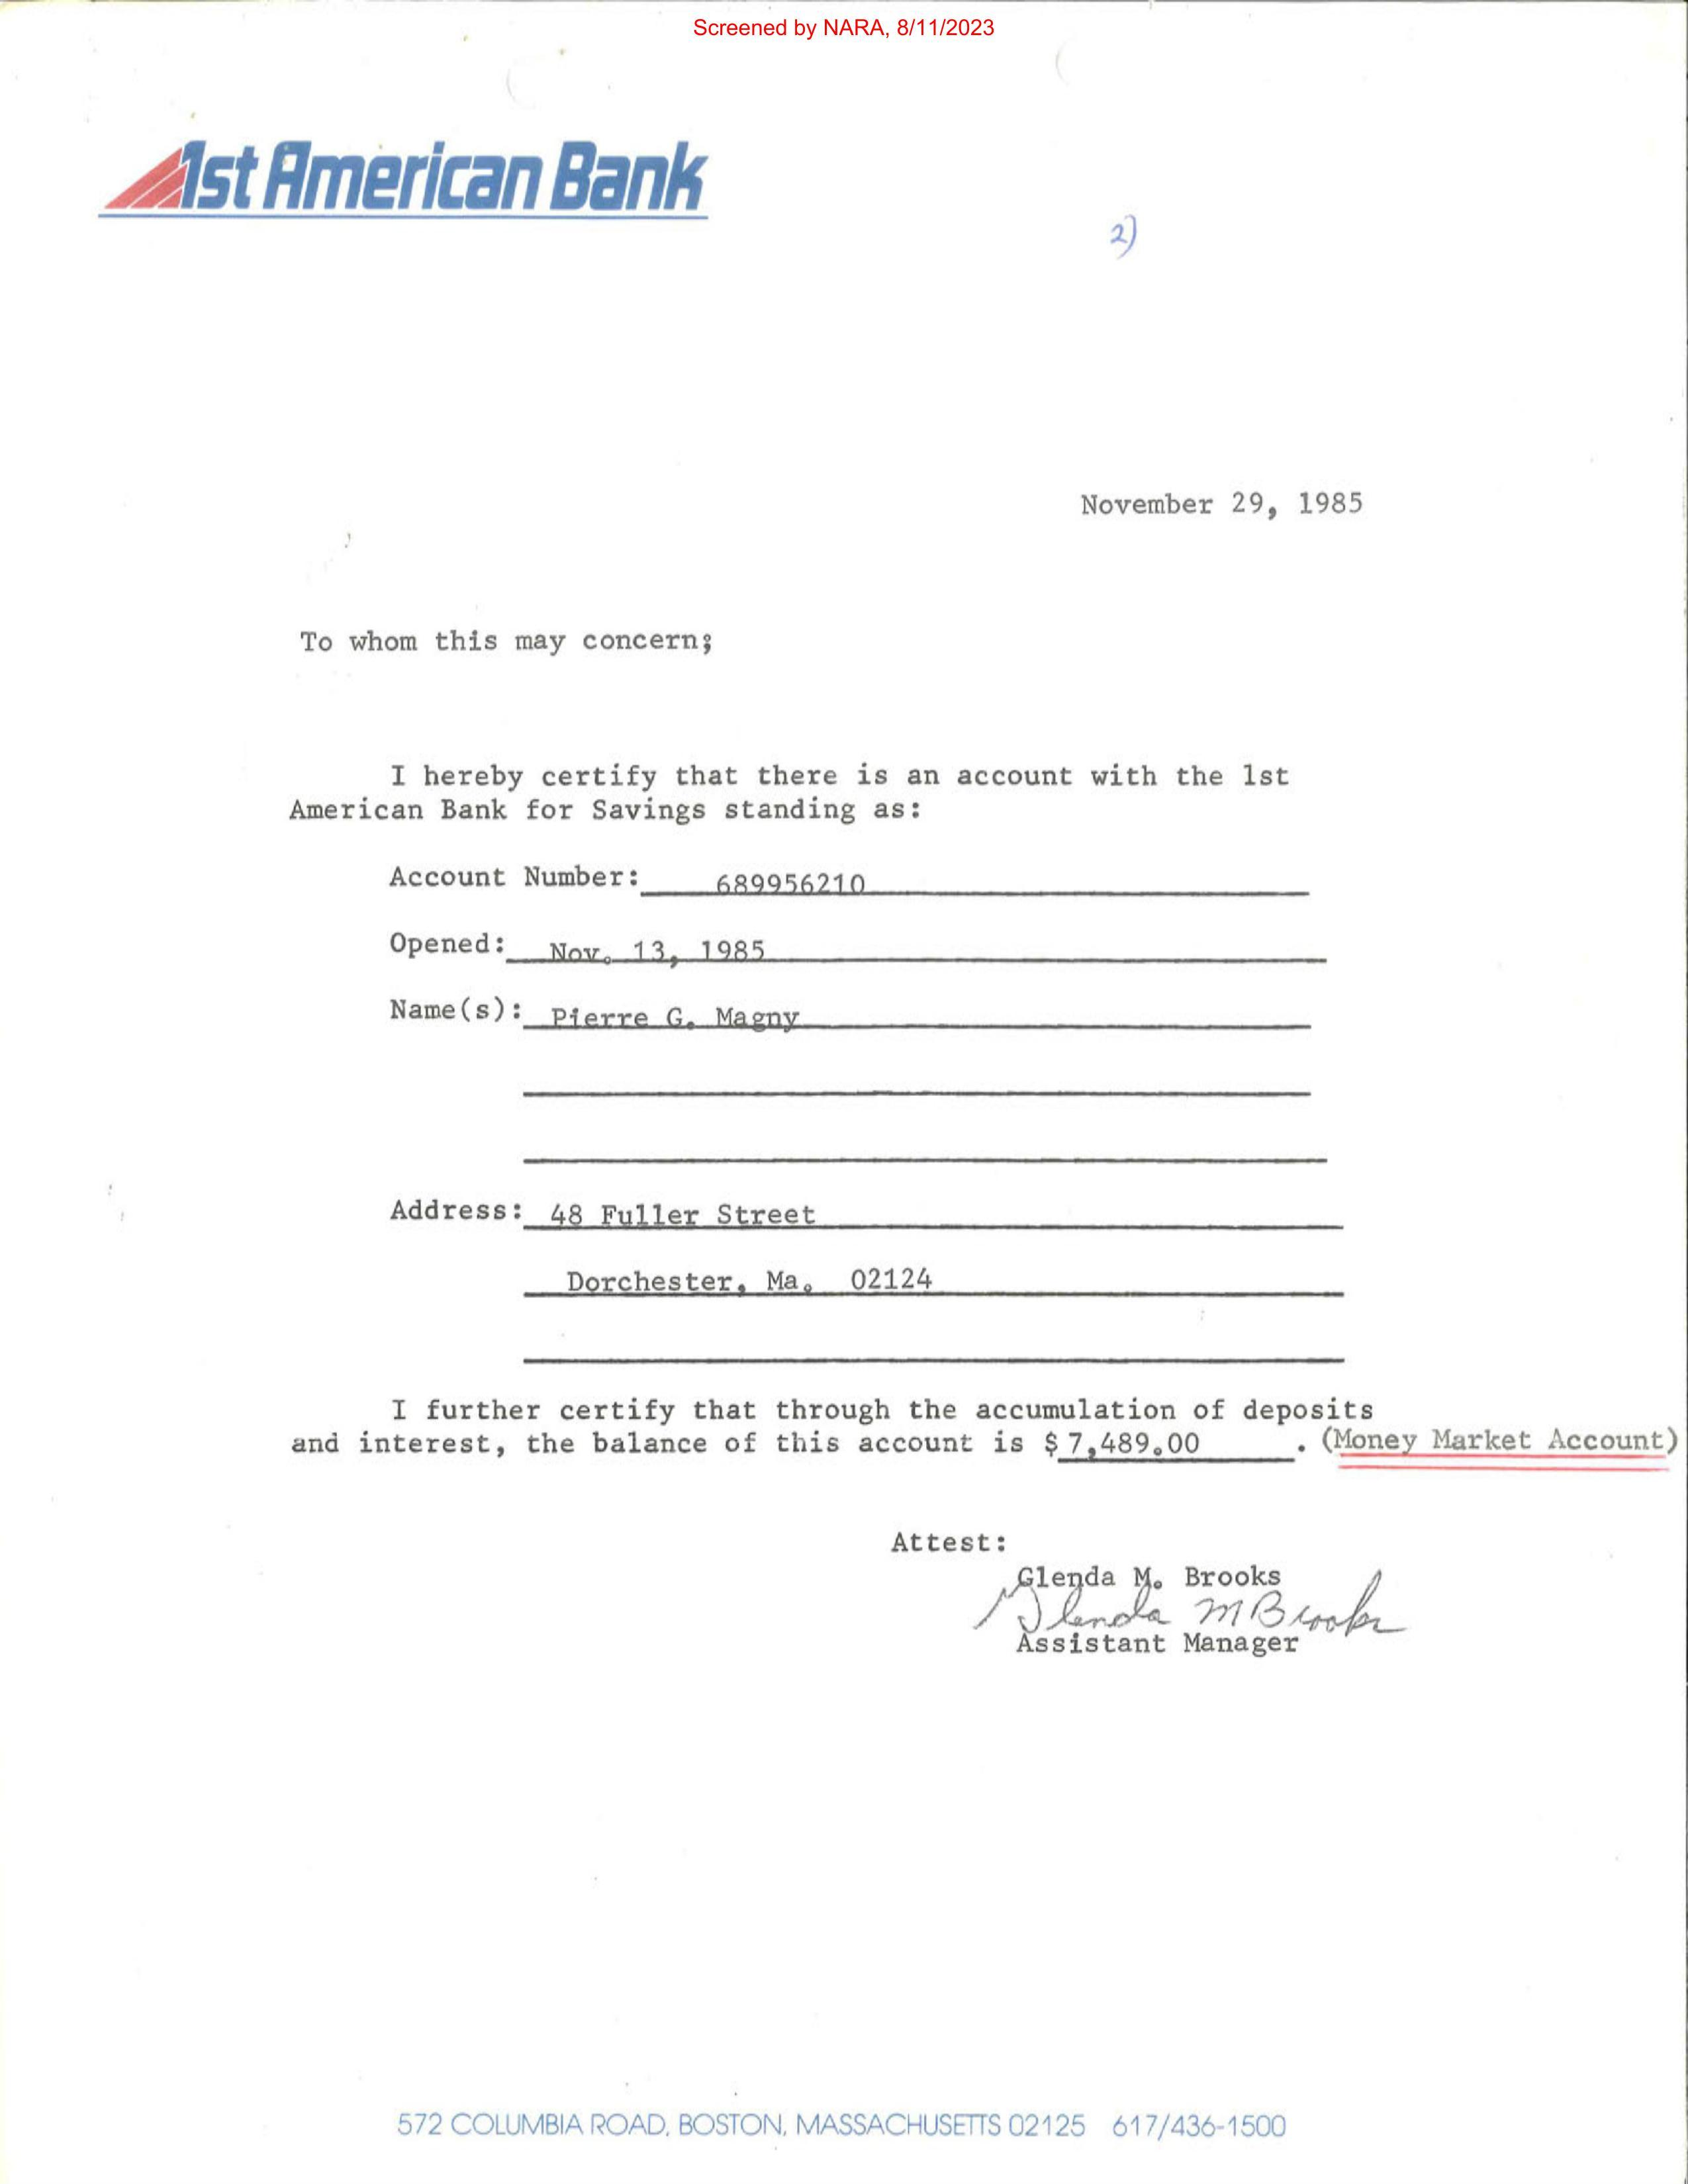 Screened by NARA, 8/11/2023
1st American Bank
2)
November 29, 1985
To whom this may concern;
I hereby certify that there is an account with the 1st
American Bank for Savings standing as:
Account Number: 689956210
Opened: Nov. 13, 1985
Name(s): Pierre G. Magny
Address: 48 Fuller Street
Dorchester, Ma. 02124
I further certify that through the accumulation of deposits
and interest, the balance of this account is $ 7,489.00 . (Money Market Account)
Attest:
Glenda M. Brooks
Glenda M Brooks
Assistant Manager
572 COLUMBIA ROAD, BOSTON, MASSACHUSETTS 02125 617/436-1500